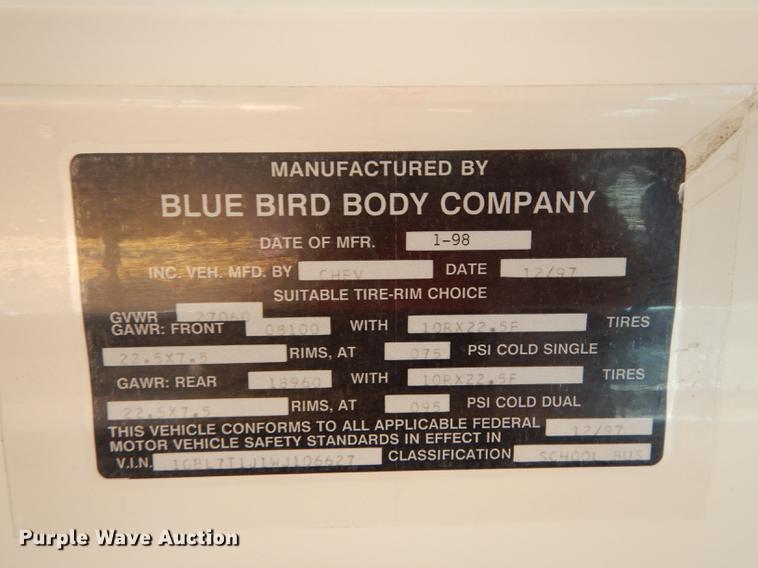 MANUFACTURED BY
BLUE BIRD BODY COMPANY
DATE OF MFR. 1-98
INC. VEH. MFD. BY CHEV DATE 12/97
SUITABLE TIRE-RIM CHOICE
GVWR 27060
GAWR: FRONT 08100 WITH 10RX22.5F TIRES
22.5X7.5 RIMS, AT 075 PSI COLD SINGLE
GAWR: REAR 18960 WITH 10RX22.5F TIRES
22.5X7.5 RIMS, AT 095 PSI COLD DUAL
THIS VEHICLE CONFORMS TO ALL APPLICABLE FEDERAL 12/97
MOTOR VEHICLE SAFETY STANDARDS IN EFFECT IN
V.I.N. 1GBL7T1J1WJ106627 CLASSIFICATION SCHOOL BUS
Purple Wave Auction